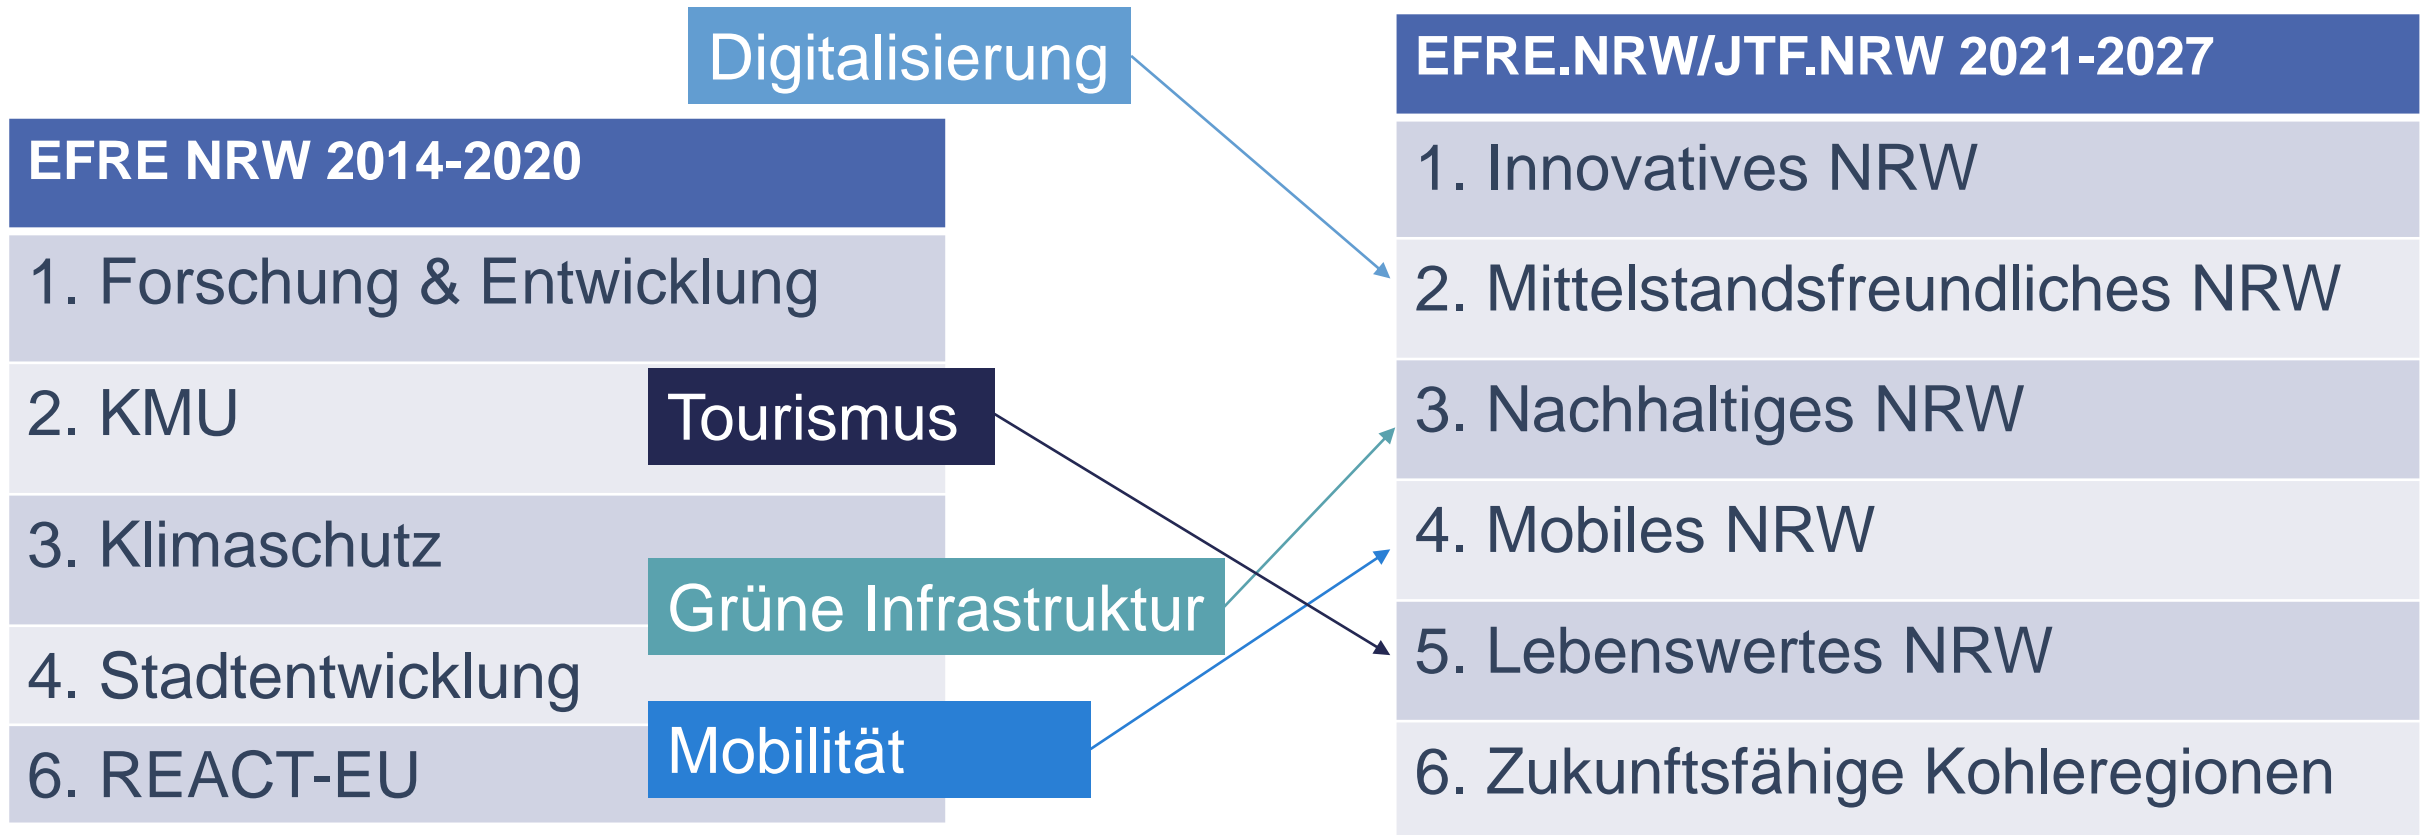 EFRE NRW 2014-2020
1. Forschung & Entwicklung
2. KMU
3. Klimaschutz
4. Stadtentwicklung
6. REACT-EU
Digitalisierung
Tourismus
Grüne Infrastruktur
Mobilität
EFRE.NRW/JTF.NRW 2021-2027
1. Innovatives NRW
2. Mittelstandsfreundliches NRW
3. Nachhaltiges NRW
4. Mobiles NRW
5. Lebenswertes NRW
6. Zukunftsfähige Kohleregionen